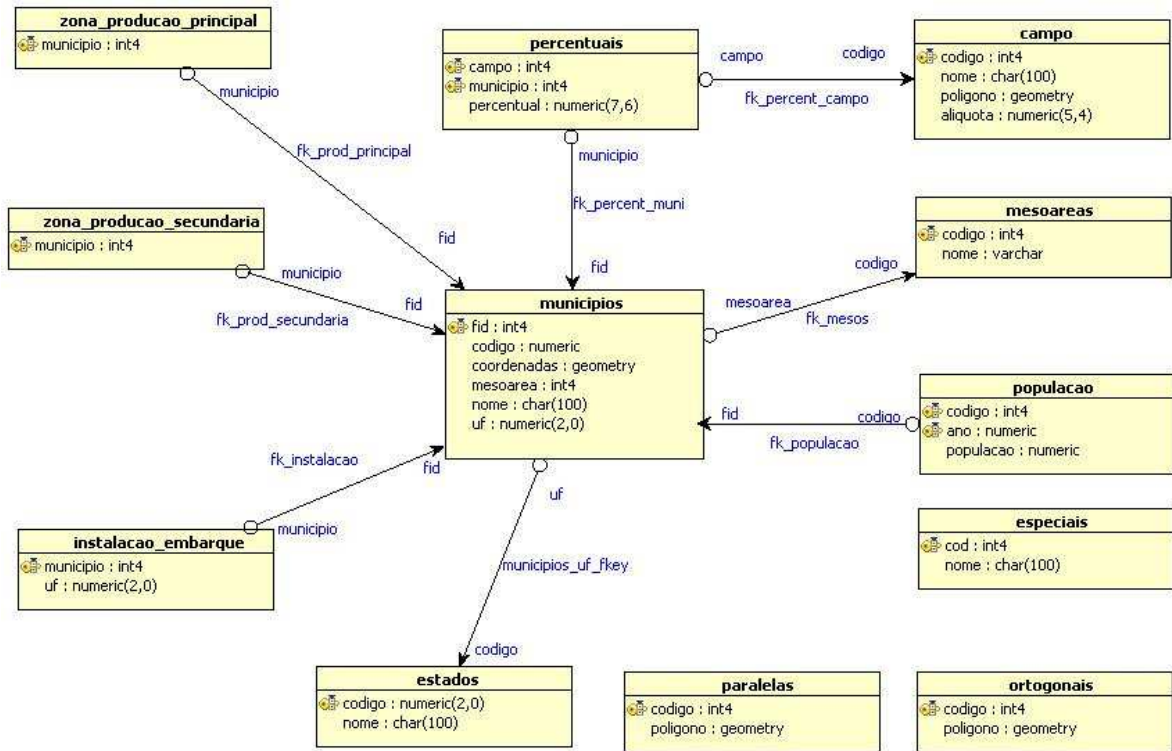 zona_producao_principal
municipio : int4
municipio
fk_prod_principal
fid
percentuais
campo : int4
municipio : int4
percentual : numeric(7,6)
campo
codigo
fk_percent_campo
campo
codigo : int4
nome : char(100)
poligono : geometry
aliquota : numeric(5,4)
municipio
fk_percent_muni
fid
zona_producao_secundaria
municipio : int4
municipio
fid
fk_prod_secundaria
mesoareas
codigo : int4
nome : varchar
codigo
mesoarea
fk_mesos
municipios
fid : int4
codigo : numeric
coordenadas : geometry
mesoarea : int4
nome : char(100)
uf : numeric(2,0)
populacao
codigo : int4
ano : numeric
populacao : numeric
fid
codigo
fk_populacao
fk_instalacao
fid
municipio
instalacao_embarque
municipio : int4
uf : numeric(2,0)
uf
municipios_uf_fkey
codigo
especiais
cod : int4
nome : char(100)
estados
codigo : numeric(2,0)
nome : char(100)
paralelas
codigo : int4
poligono : geometry
ortogonais
codigo : int4
poligono : geometry